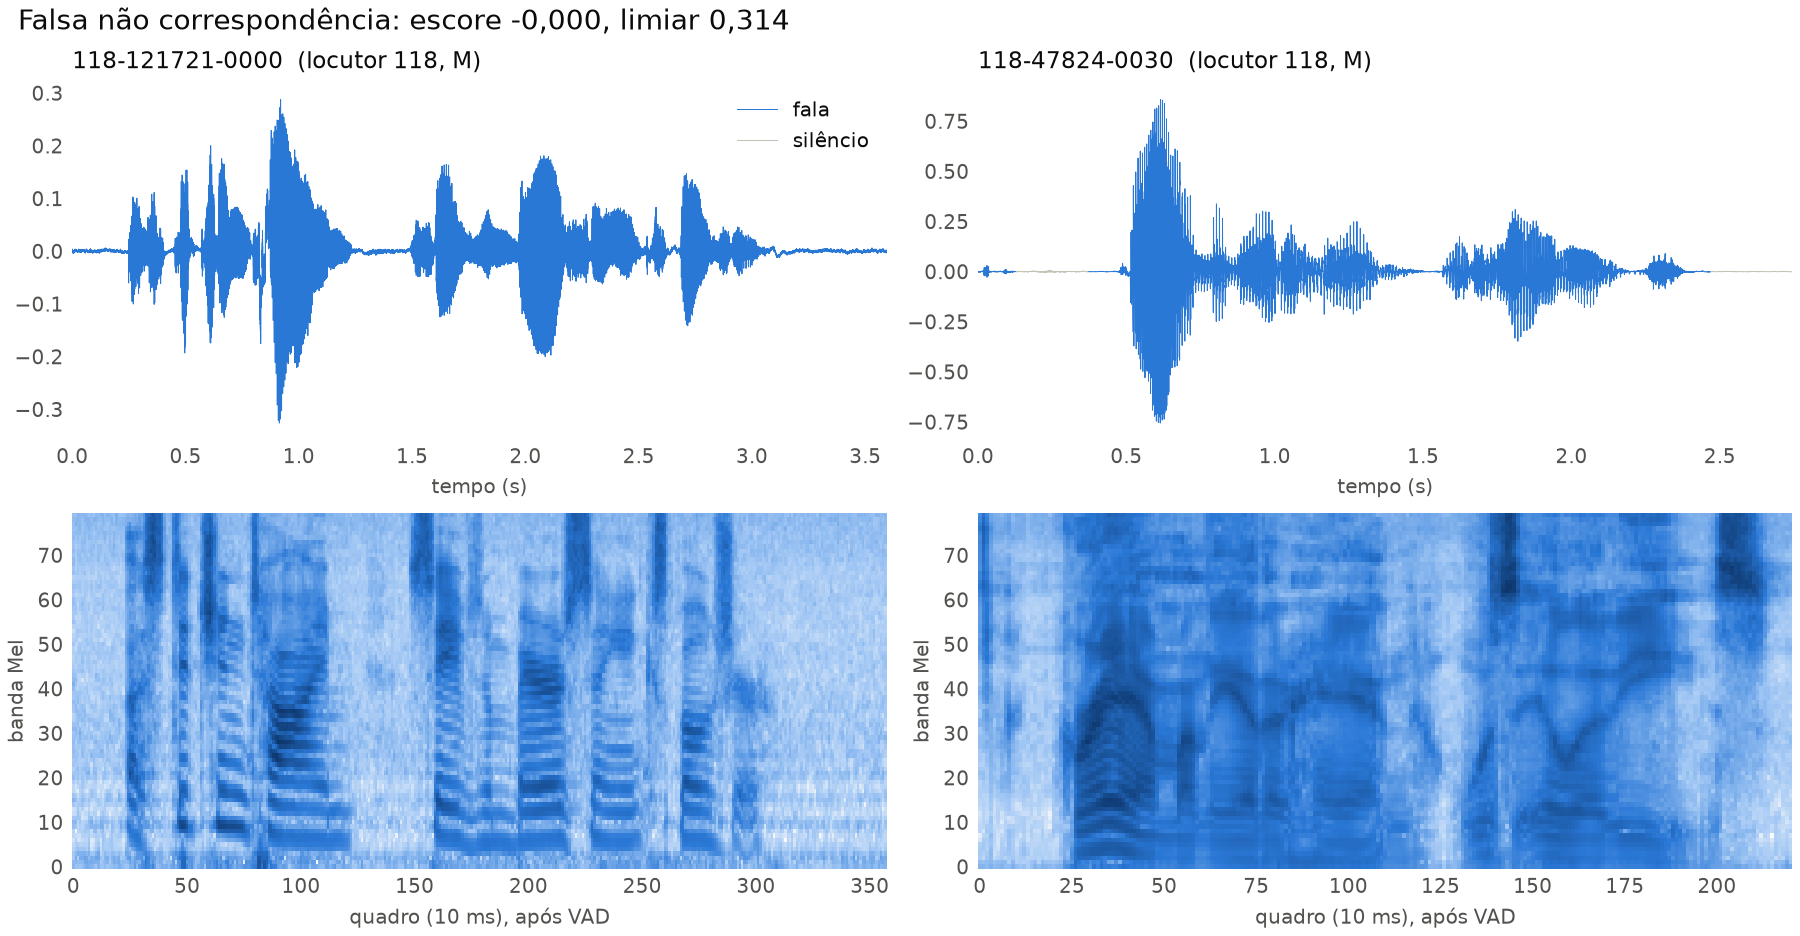 Falsa não correspondência: escore -0,000, limiar 0,314
118-121721-0000 (locutor 118, M)
0.3
0.2
0.1
0.0
−0.1
−0.2
−0.3
fala
silêncio
0.0 0.5 1.0 1.5 2.0 2.5 3.0 3.5
tempo (s)
118-47824-0030 (locutor 118, M)
0.75
0.50
0.25
0.00
−0.25
−0.50
−0.75
0.0 0.5 1.0 1.5 2.0 2.5
tempo (s)
banda Mel
70
60
50
40
30
20
10
0
0 50 100 150 200 250 300 350
quadro (10 ms), após VAD
banda Mel
70
60
50
40
30
20
10
0
0 25 50 75 100 125 150 175 200
quadro (10 ms), após VAD